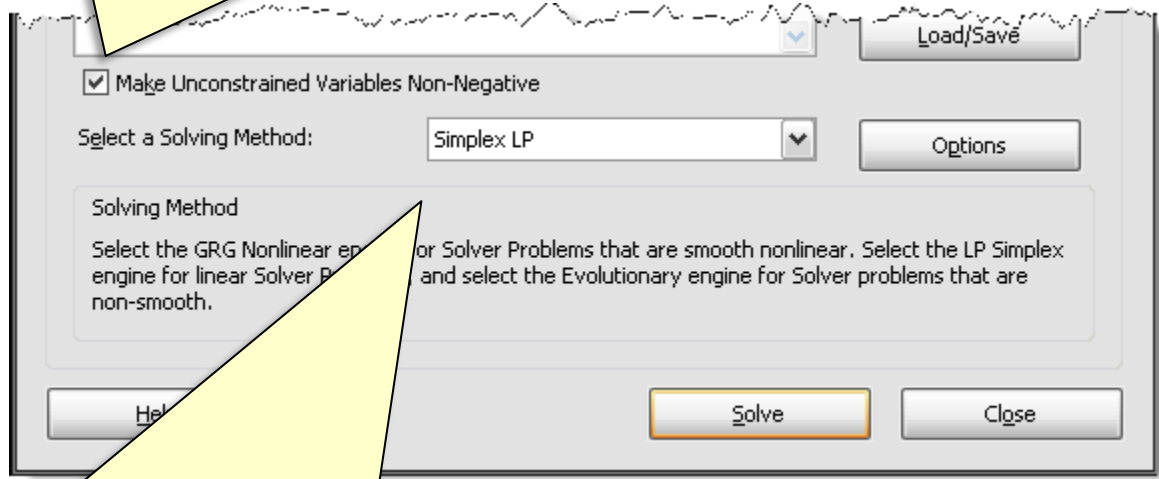 Load/Save
Make Unconstrained Variables Non-Negative
Select a Solving Method:
Simplex LP
Options
Solving Method
Select the GRG Nonlinear or Solver Problems that are smooth nonlinear. Select the LP Simplex
engine for linear Solver and select the Evolutionary engine for Solver problems that are
non-smooth.
Solve
Close